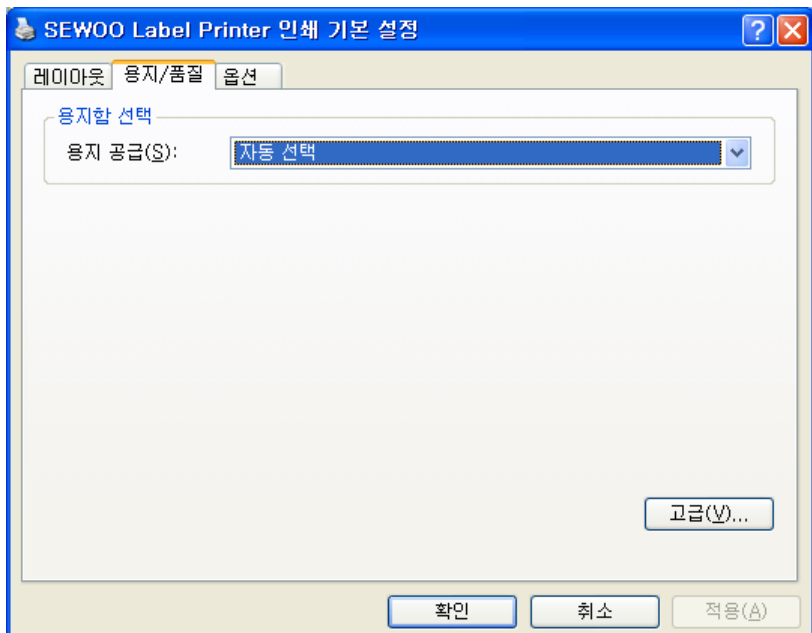 SEWOO Label Printer 인쇄 기본 설정
레이아웃 용지/품질 옵션
용지함 선택
용지 공급(S): 자동 선택
고급(V)...
확인 취소 적용(A)